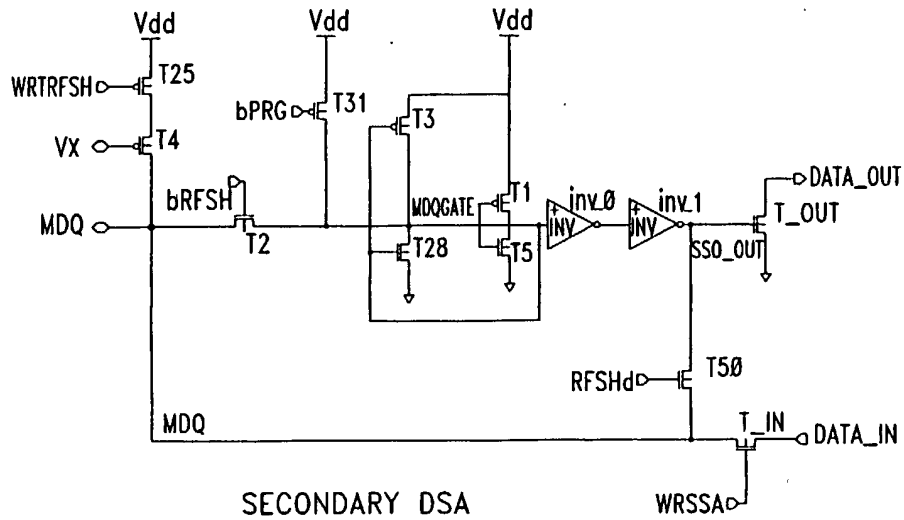 Vdd
Vdd
Vdd
WRTRFSH
T25
bPRG
T31
T3
VX
T4
bRFSH
MDQGATE
T1
inv_0
inv_1
DATA_OUT
T_OUT
MDQ
T2
T28
T5
+
INV
+
INV
SSO_OUT
RFSHd
T50
MDQ
T_IN
DATA_IN
WRSSA
SECONDARY DSA